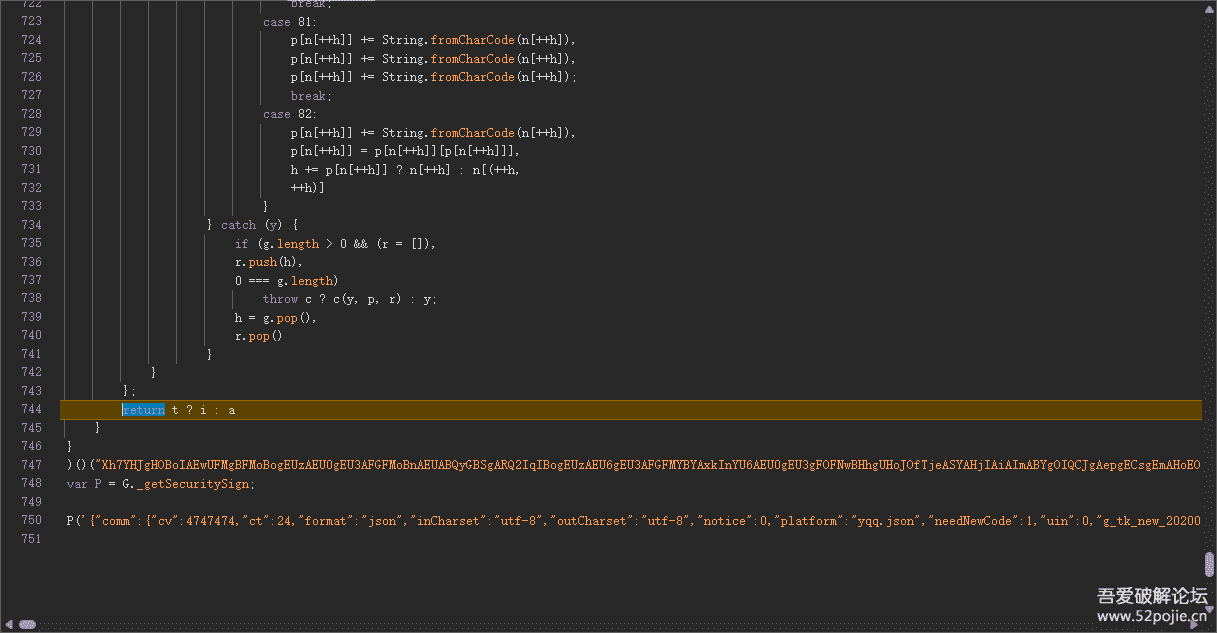 722 break;
723 case 81:
724 p[n[++h]] += String.fromCharCode(n[++h]),
725 p[n[++h]] += String.fromCharCode(n[++h]),
726 p[n[++h]] += String.fromCharCode(n[++h]);
727 break;
728 case 82:
729 p[n[++h]] += String.fromCharCode(n[++h]),
730 p[n[++h]] = p[n[++h]][p[n[++h]]],
731 h += p[n[++h]] ? n[++h] : n[(++h,
732 ++h)]
733 }
734 } catch (y) {
735 if (g.length > 0 && (r = []),
736 r.push(h),
737 0 === g.length)
738 throw c ? c(y, p, r) : y;
739 h = g.pop(),
740 r.pop()
741 }
742 }
743 };
744 return t ? i : a
745 }
746 }
747 )()("Xh7YHJgHOBoIAEwUFMgBFMoBogEUzAEU0gEU3AFGFMoBnAEUABQyGBSgARQ2IqIBogEUzAEU6gEU3AFGFMYBYAxkInYU6AEU0gEU3gFOFNwBHhgUHoJOfTjeASYAHjIAiAImABYgOIQCJgAepgECsgEmAHoEO
748 var P = G._getSecuritySign;
749
750 P('{"comm":{"cv":4747474,"ct":24,"format":"json","inCharset":"utf-8","outCharset":"utf-8","notice":0,"platform":"yqq.json","needNewCode":1,"uin":0,"g_tk_new_20200
751
吾爱破解论坛
www.52pojie.cn